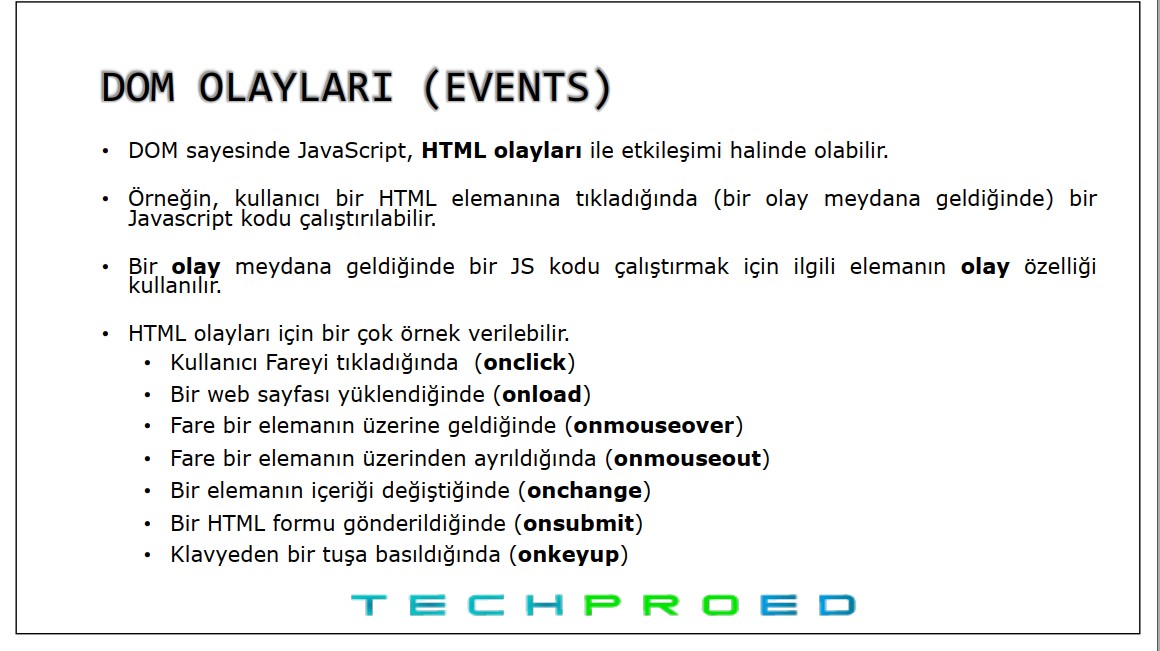 DOM OLAYLARI (EVENTS)
• DOM sayesinde JavaScript, HTML olayları ile etkileşimi halinde olabilir.
• Örneğin, kullanıcı bir HTML elemanına tıkladığında (bir olay meydana geldiğinde) bir
Javascript kodu çalıştırılabilir.
• Bir olay meydana geldiğinde bir JS kodu çalıştırmak için ilgili elemanın olay özelliği
kullanılır.
• HTML olayları için bir çok örnek verilebilir.
• Kullanıcı Fareyi tıkladığında (onclick)
• Bir web sayfası yüklendiğinde (onload)
• Fare bir elemanın üzerine geldiğinde (onmouseover)
• Fare bir elemanın üzerinden ayrıldığında (onmouseout)
• Bir elemanın içeriği değiştiğinde (onchange)
• Bir HTML formu gönderildiğinde (onsubmit)
• Klavyeden bir tuşa basıldığında (onkeyup)
TECHPROED